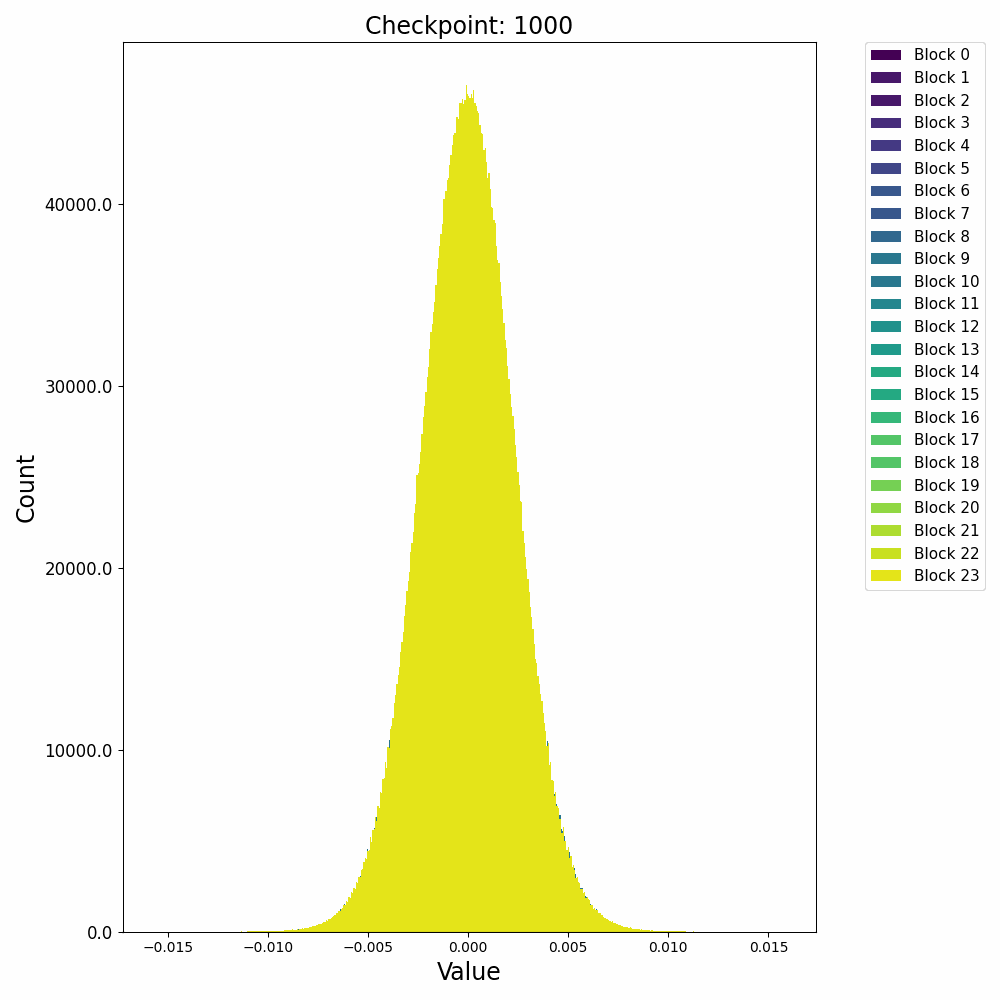 Checkpoint: 1000
Count
40000.0
30000.0
20000.0
10000.0
0.0
−0.015 −0.010 −0.005 0.000 0.005 0.010 0.015
Value
Block 0
Block 1
Block 2
Block 3
Block 4
Block 5
Block 6
Block 7
Block 8
Block 9
Block 10
Block 11
Block 12
Block 13
Block 14
Block 15
Block 16
Block 17
Block 18
Block 19
Block 20
Block 21
Block 22
Block 23